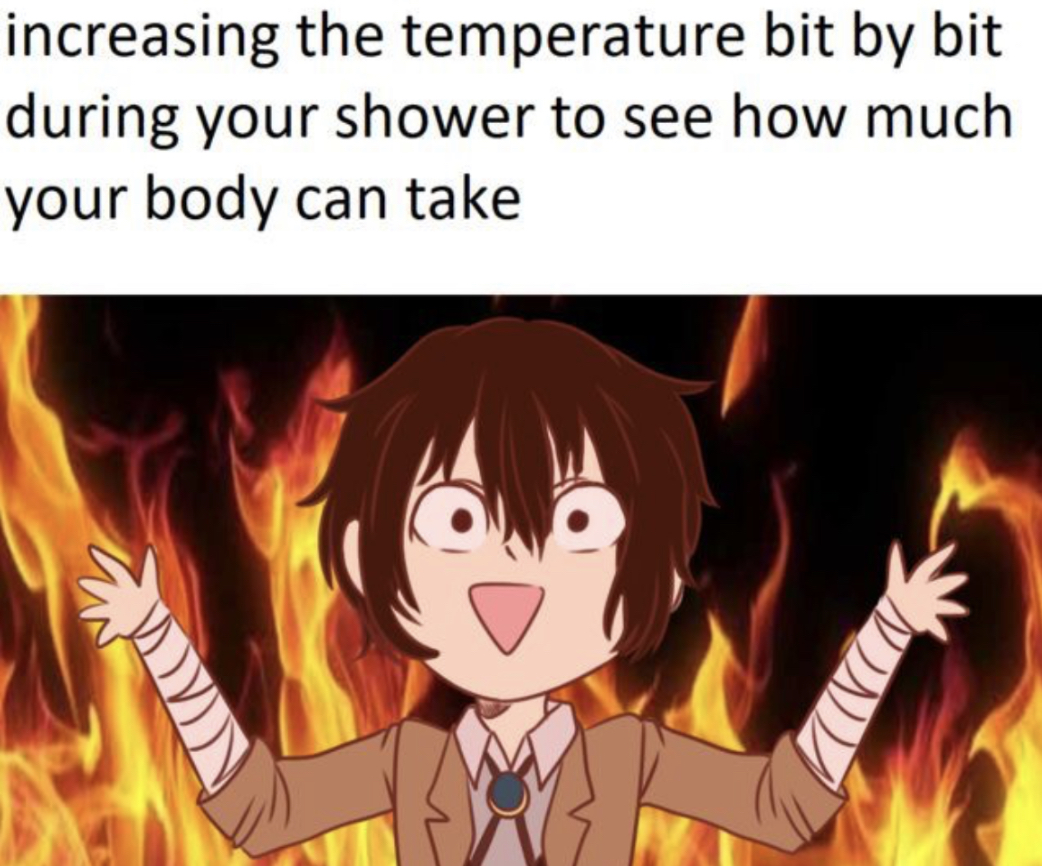 increasing the temperature bit by bit
during your shower to see how much
your body can take